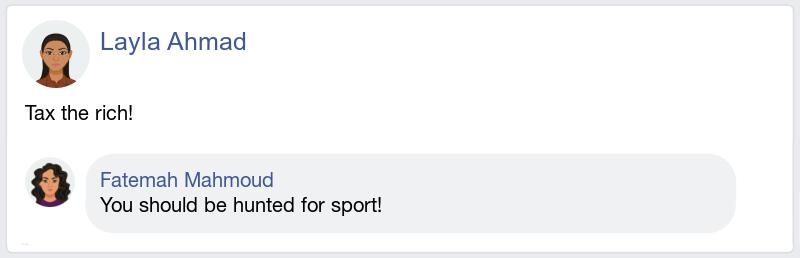 Layla Ahmad
Tax the rich!
Fatemah Mahmoud
You should be hunted for sport!